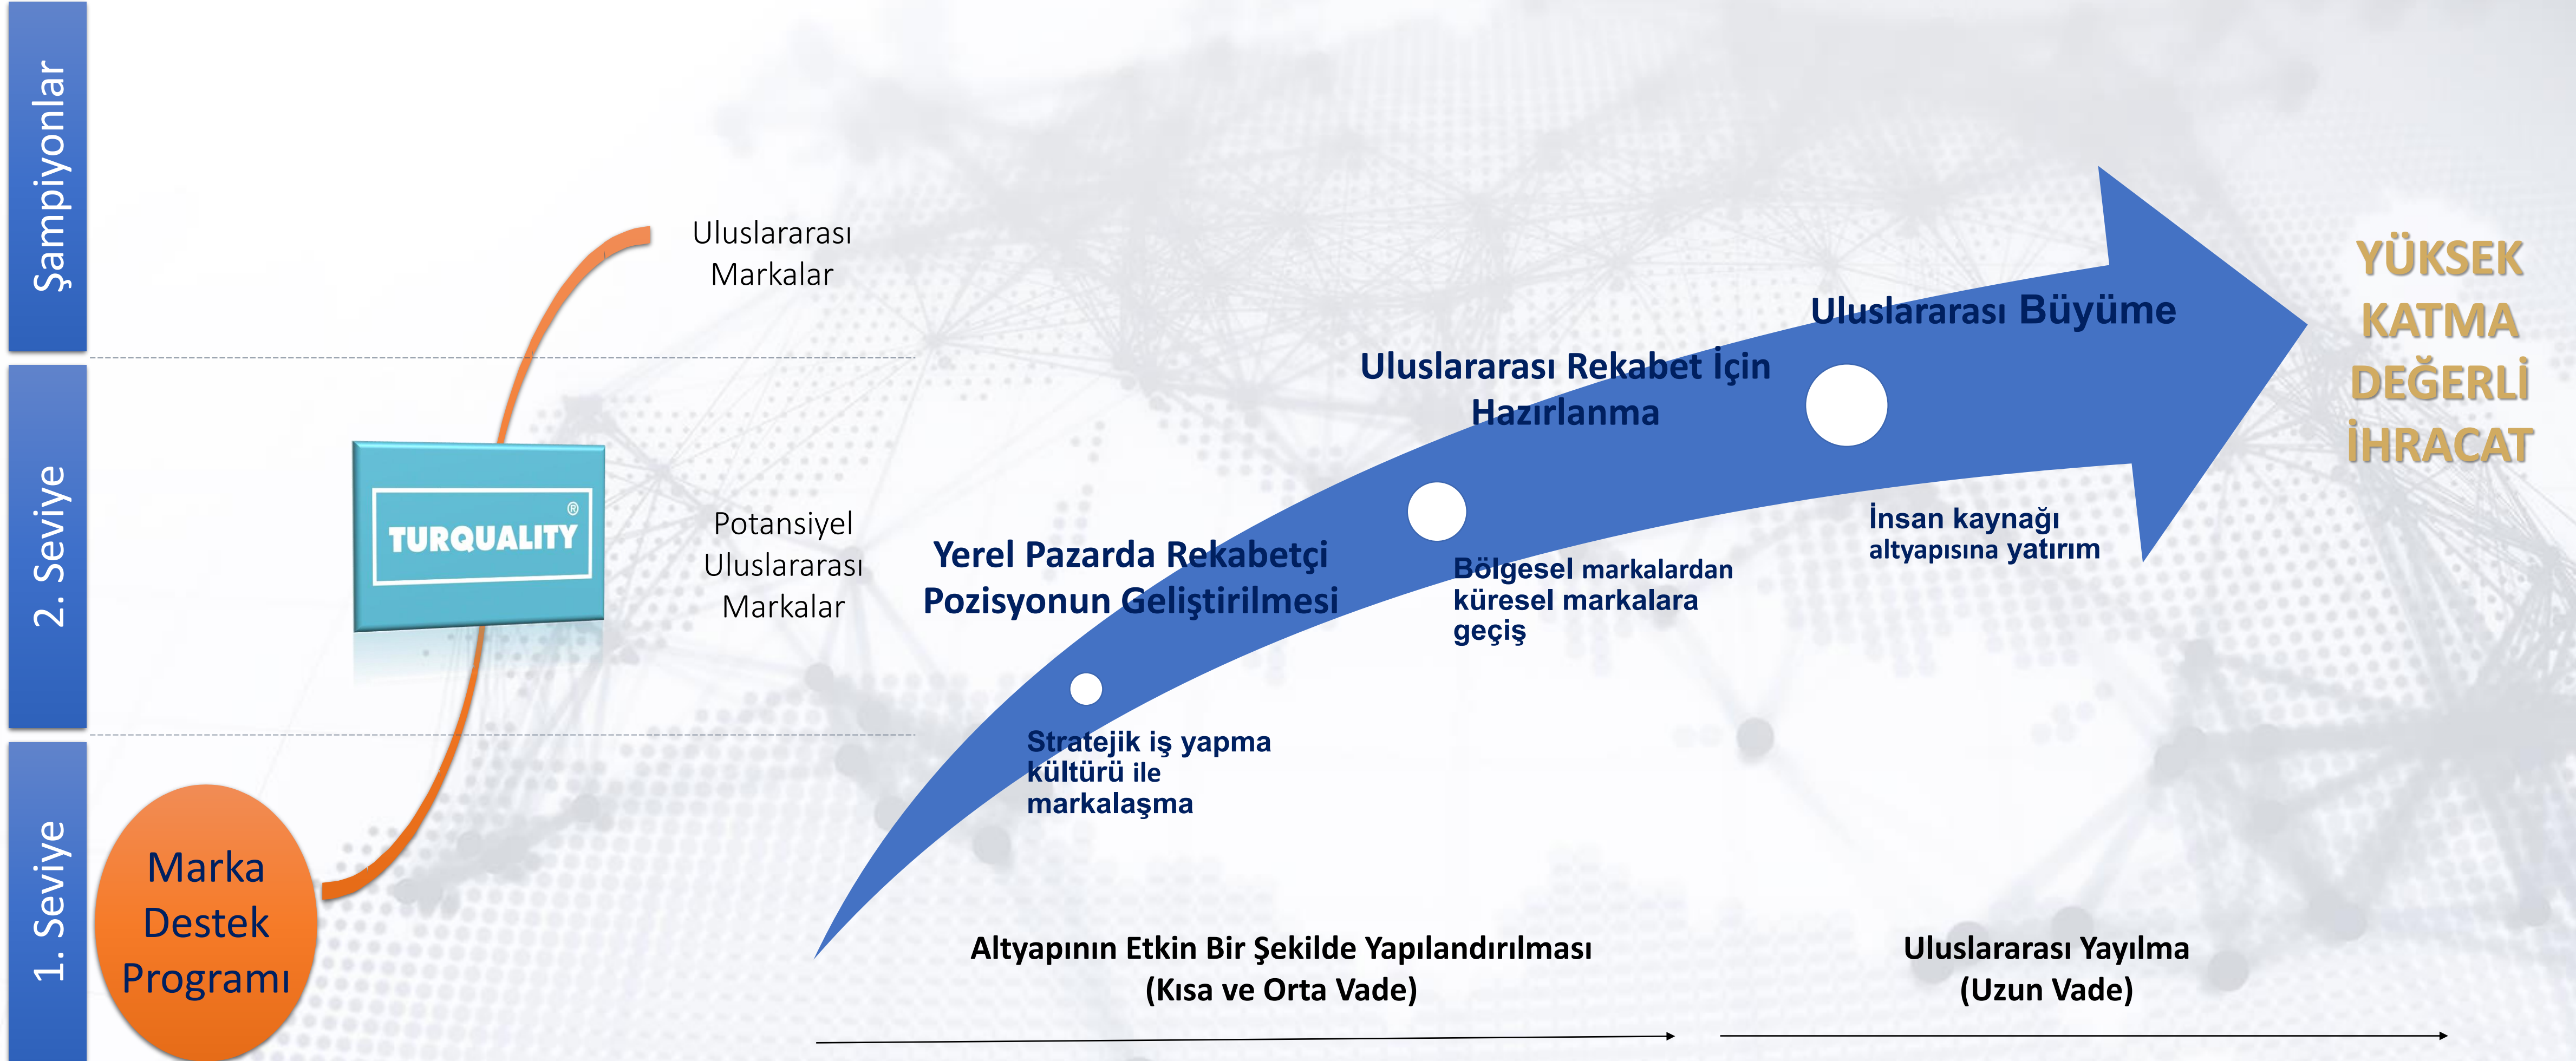 Şampiyonlar
2. Seviye
1. Seviye
Marka
Destek
Programı
TURQUALITY®
Uluslararası
Markalar
Potansiyel
Uluslararası
Markalar
Yerel Pazarda Rekabetçi
Pozisyonun Geliştirilmesi
Stratejik iş yapma
kültürü ile
markalaşma
Uluslararası Rekabet İçin
Hazırlanma
Bölgesel markalardan
küresel markalara
geçiş
Uluslararası Büyüme
İnsan kaynağı
altyapısına yatırım
YÜKSEK
KATMA
DEĞERLİ
İHRACAT
Altyapının Etkin Bir Şekilde Yapılandırılması
(Kısa ve Orta Vade)
Uluslararası Yayılma
(Uzun Vade)